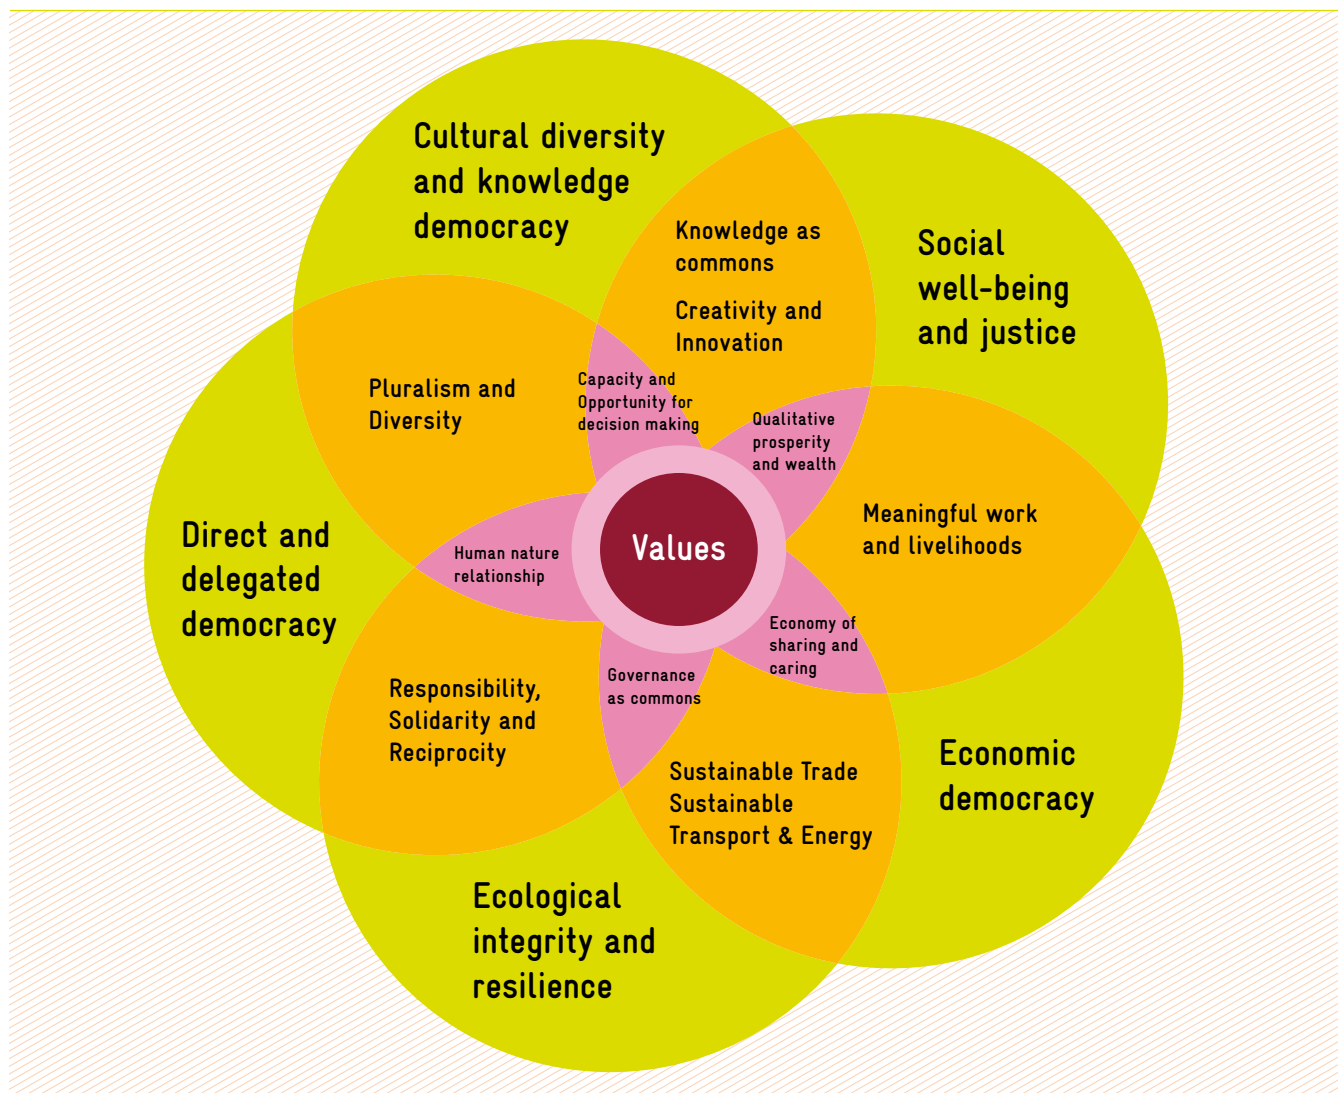 Cultural diversity
and knowledge
democracy
Knowledge as
commons
Creativity and
Innovation
Social
well-being
and justice
Pluralism and
Diversity
Capacity and
Opportunity for
decision making
Qualitative
prosperity
and wealth
Meaningful work
and livelihoods
Direct and
delegated
democracy
Human nature
relationship
Values
Economy of
sharing and
caring
Governance
as commons
Responsibility,
Solidarity and
Reciprocity
Sustainable Trade
Sustainable
Transport & Energy
Economic
democracy
Ecological
integrity and
resilience